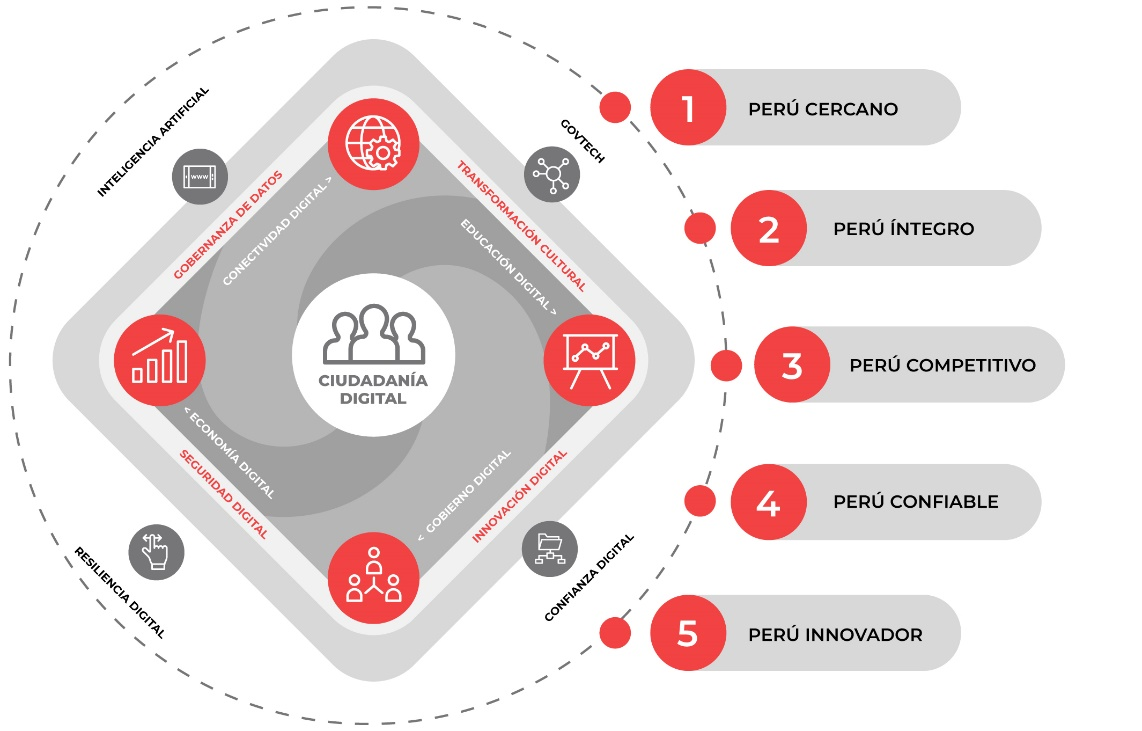 INTELIGENCIA ARTIFICIAL
WWW
GOVTECH
GOBERNANZA DE DATOS
CONECTIVIDAD DIGITAL >
TRANSFORMACIÓN CULTURAL
EDUCACIÓN DIGITAL >
CIUDADANÍA
DIGITAL
< ECONOMÍA DIGITAL
SEGURIDAD DIGITAL
< GOBIERNO DIGITAL
INNOVACIÓN DIGITAL
RESILIENCIA DIGITAL
CONFIANZA DIGITAL
1 PERÚ CERCANO
2 PERÚ ÍNTEGRO
3 PERÚ COMPETITIVO
4 PERÚ CONFIABLE
5 PERÚ INNOVADOR